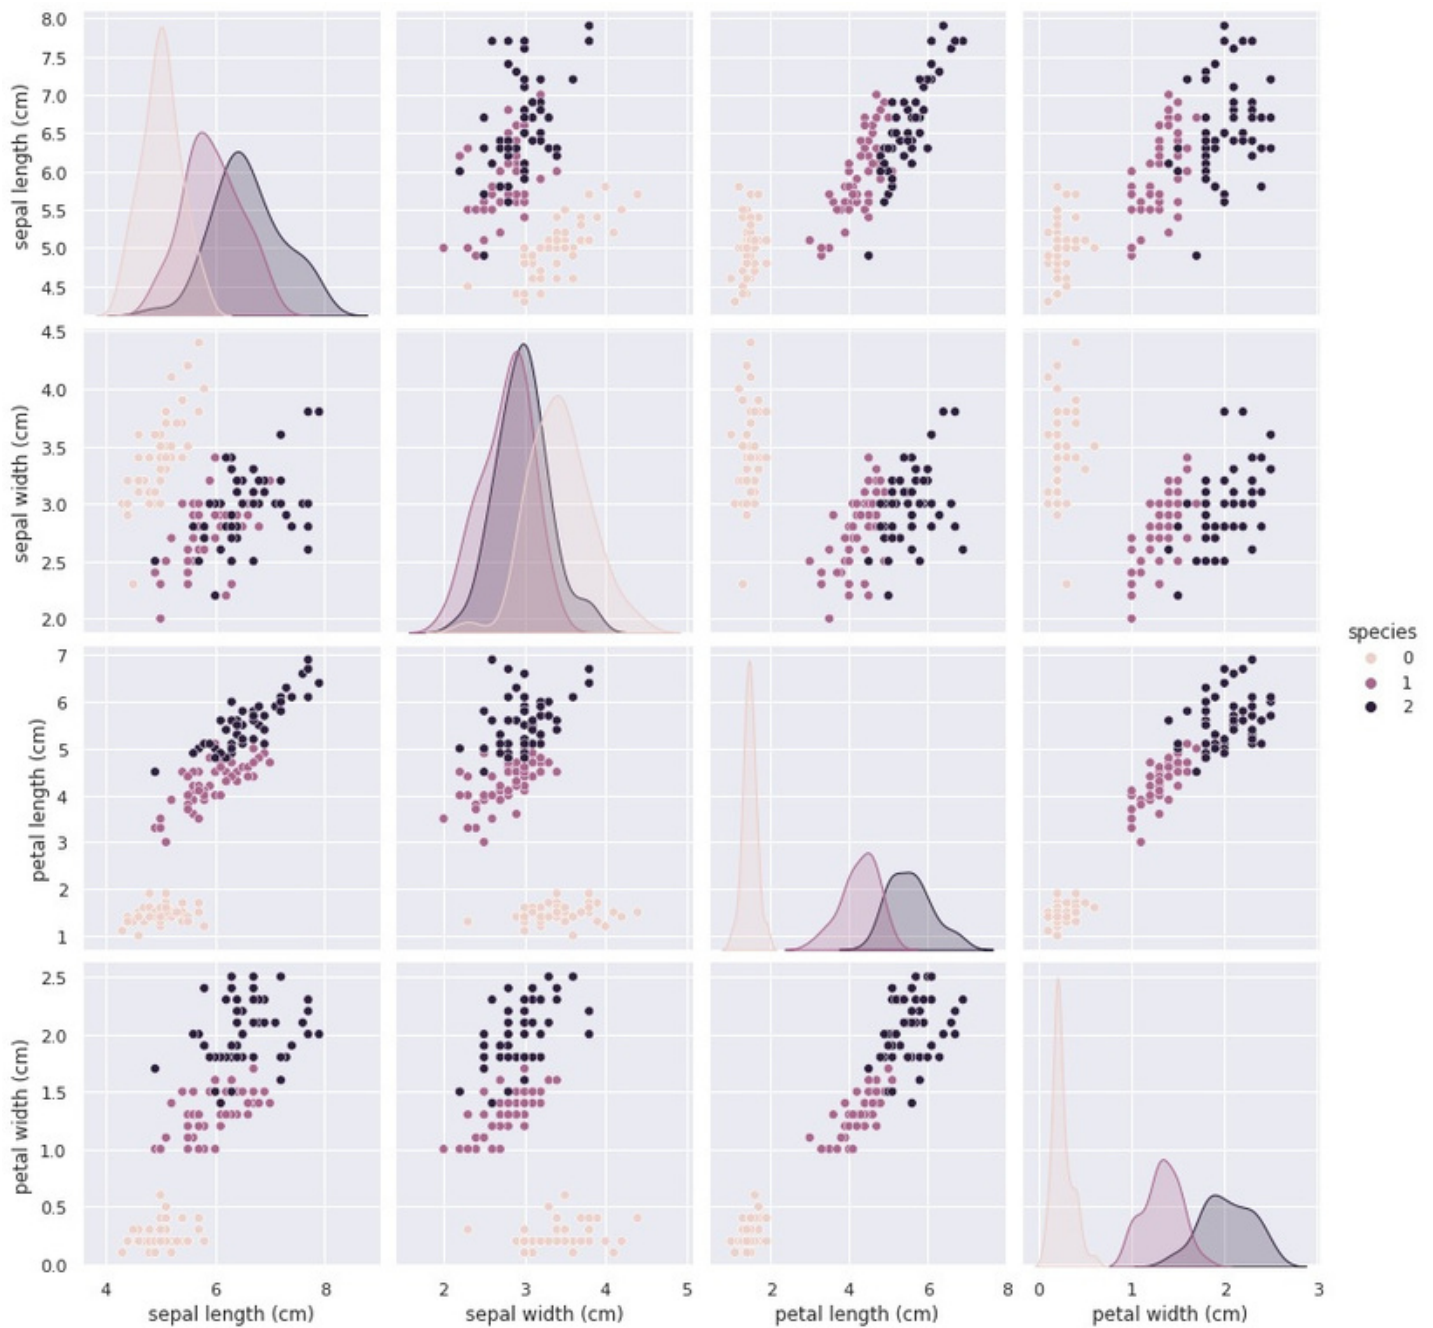 8.0
7.5
7.0
6.5
6.0
5.5
5.0
4.5
sepal length (cm)
4.5
4.0
3.5
3.0
2.5
2.0
sepal width (cm)
species
0
1
2
7
6
5
4
3
2
1
petal length (cm)
2.5
2.0
1.5
1.0
0.5
0.0
petal width (cm)
4 6 8
sepal length (cm)
2 3 4 5
sepal width (cm)
2 4 6 8
petal length (cm)
0 1 2 3
petal width (cm)